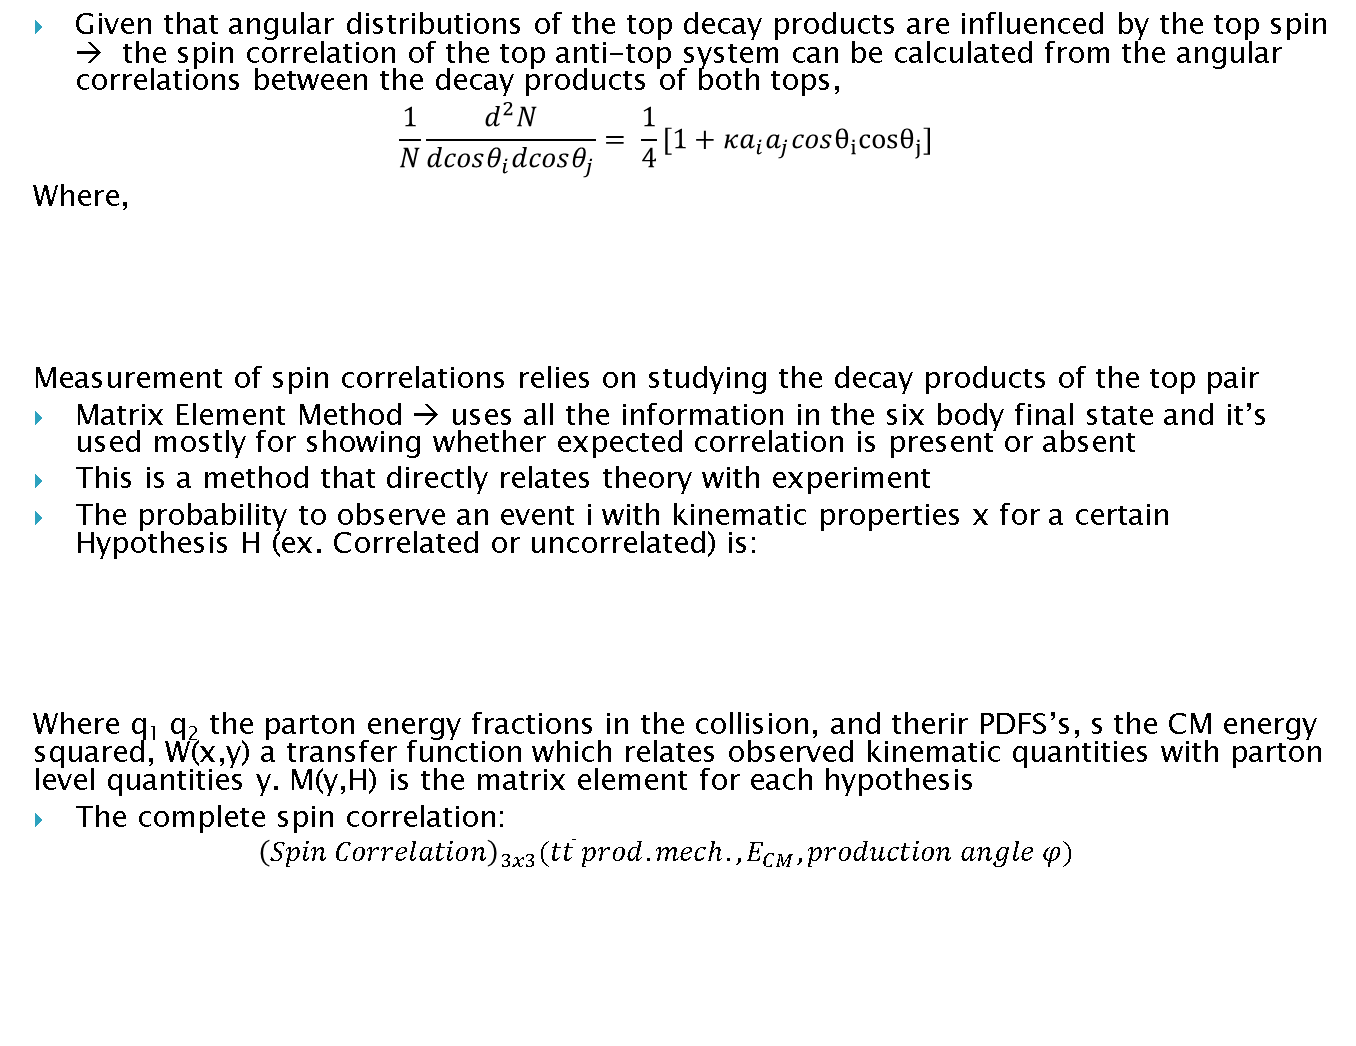 Given that angular distributions of the top decay products are influenced by the top spin
→ the spin correlation of the top anti-top system can be calculated from the angular
correlations between the decay products of both tops,
1/N d²N/dcosθᵢdcosθⱼ = 1/4 [1 + κaᵢaⱼcosθᵢcosθⱼ]
Where,
Measurement of spin correlations relies on studying the decay products of the top pair
Matrix Element Method → uses all the information in the six body final state and it's
used mostly for showing whether expected correlation is present or absent
This is a method that directly relates theory with experiment
The probability to observe an event i with kinematic properties x for a certain
Hypothesis H (ex. Correlated or uncorrelated) is:
Where q₁ q₂ the parton energy fractions in the collision, and therir PDFS's, s the CM energy
squared, W(x,y) a transfer function which relates observed kinematic quantities with parton
level quantities y. M(y,H) is the matrix element for each hypothesis
The complete spin correlation:
(Spin Correlation)₃ₓ₃(tt̄ prod.mech., E_CM, production angle φ)